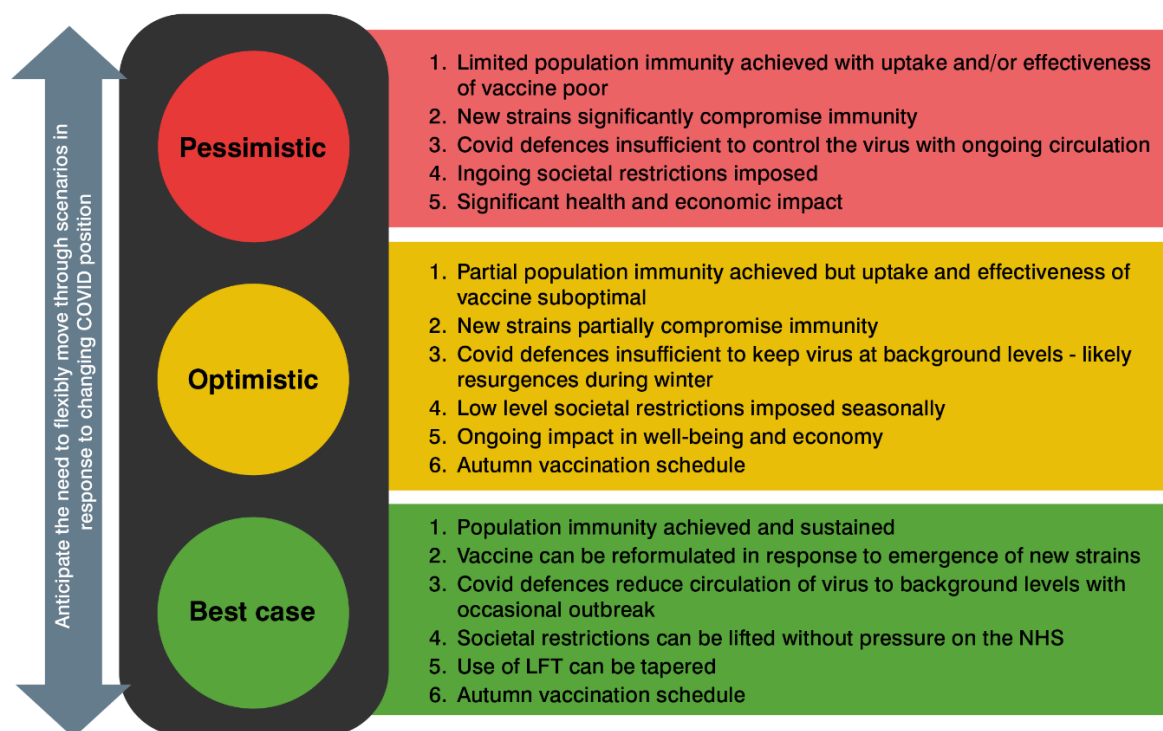 Anticipate the need to flexibly move through scenarios in
response to changing COVID position
Pessimistic
1. Limited population immunity achieved with uptake and/or effectiveness
of vaccine poor
2. New strains significantly compromise immunity
3. Covid defences insufficient to control the virus with ongoing circulation
4. Ingoing societal restrictions imposed
5. Significant health and economic impact
Optimistic
1. Partial population immunity achieved but uptake and effectiveness of
vaccine suboptimal
2. New strains partially compromise immunity
3. Covid defences insufficient to keep virus at background levels - likely
resurgences during winter
4. Low level societal restrictions imposed seasonally
5. Ongoing impact in well-being and economy
6. Autumn vaccination schedule
Best case
1. Population immunity achieved and sustained
2. Vaccine can be reformulated in response to emergence of new strains
3. Covid defences reduce circulation of virus to background levels with
occasional outbreak
4. Societal restrictions can be lifted without pressure on the NHS
5. Use of LFT can be tapered
6. Autumn vaccination schedule